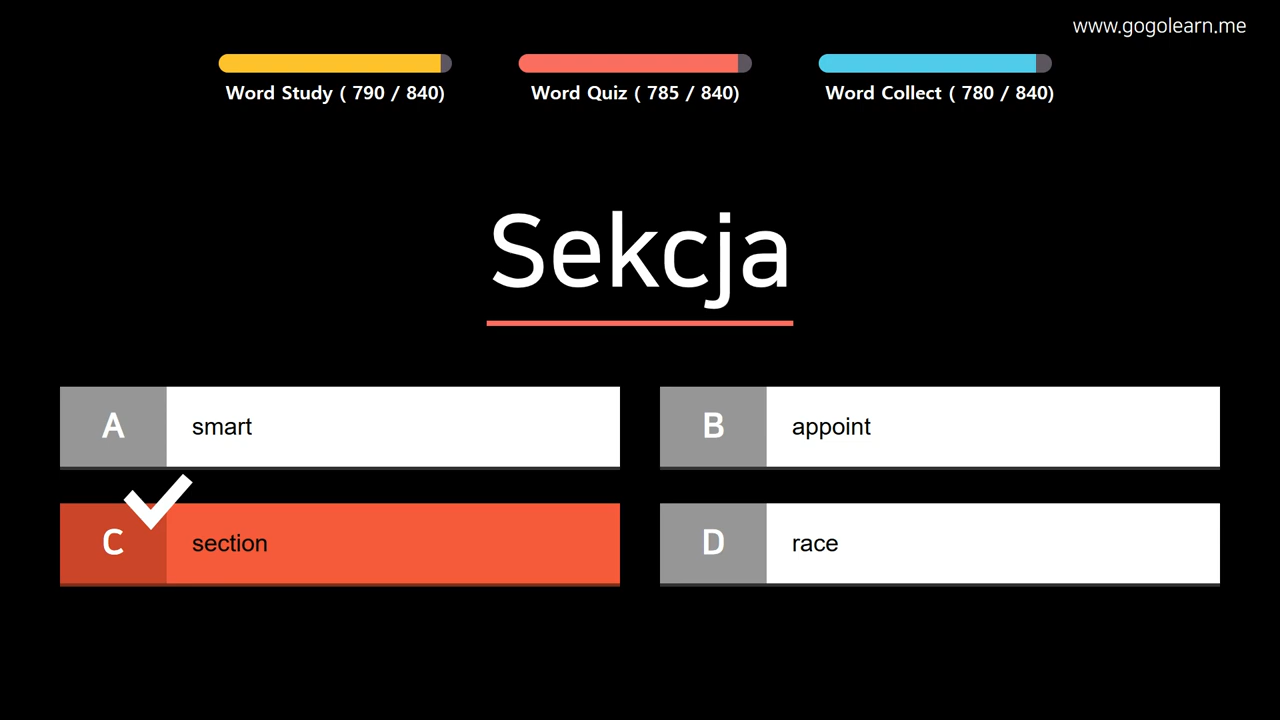 www.gogolearn.me
Word Study ( 790 / 840)
Word Quiz ( 785 / 840)
Word Collect ( 780 / 840)
Sekcja
A smart
B appoint
C section
D race